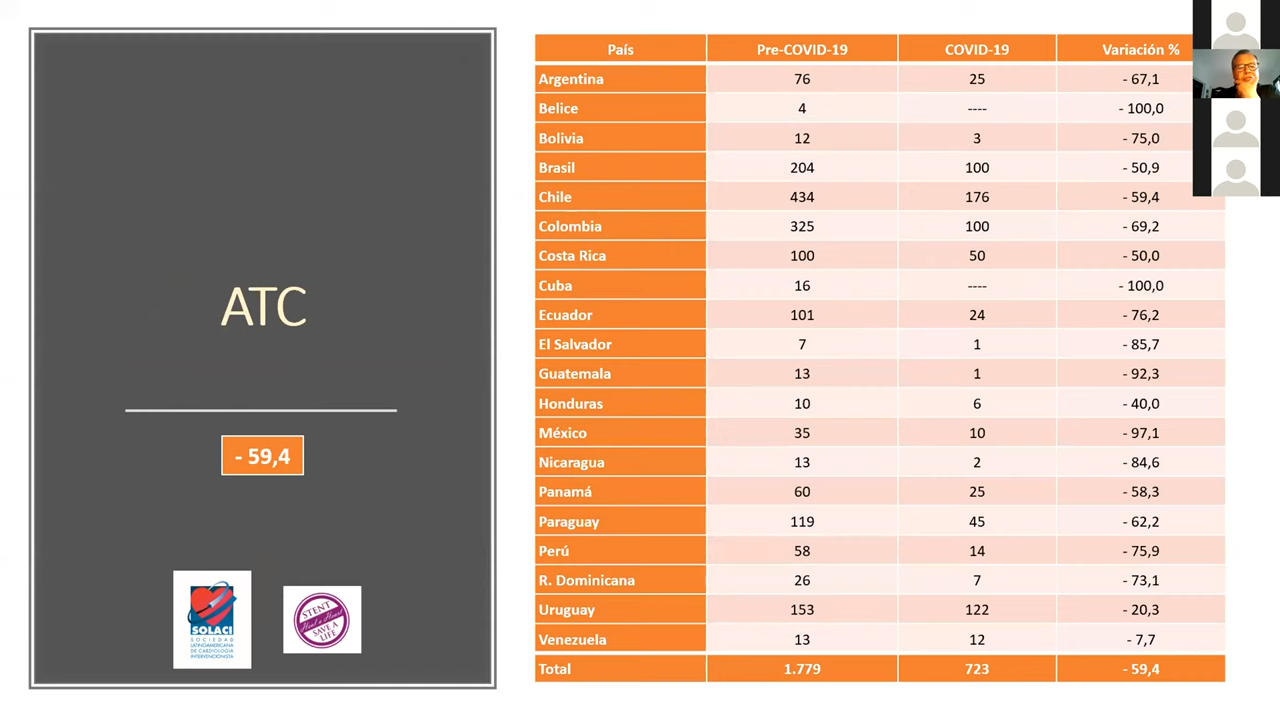 ATC
- 59,4
SOLACI
SOCIEDAD
LATINOAMERICANA
DE CARDIOLOGIA
INTERVENCIONISTA
STENT
SAVE A
LIFE
País Pre-COVID-19 COVID-19 Variación %
Argentina 76 25 - 67,1
Belice 4 ---- - 100,0
Bolivia 12 3 - 75,0
Brasil 204 100 - 50,9
Chile 434 176 - 59,4
Colombia 325 100 - 69,2
Costa Rica 100 50 - 50,0
Cuba 16 ---- - 100,0
Ecuador 101 24 - 76,2
El Salvador 7 1 - 85,7
Guatemala 13 1 - 92,3
Honduras 10 6 - 40,0
México 35 10 - 97,1
Nicaragua 13 2 - 84,6
Panamá 60 25 - 58,3
Paraguay 119 45 - 62,2
Perú 58 14 - 75,9
R. Dominicana 26 7 - 73,1
Uruguay 153 122 - 20,3
Venezuela 13 12 - 7,7
Total 1.779 723 - 59,4